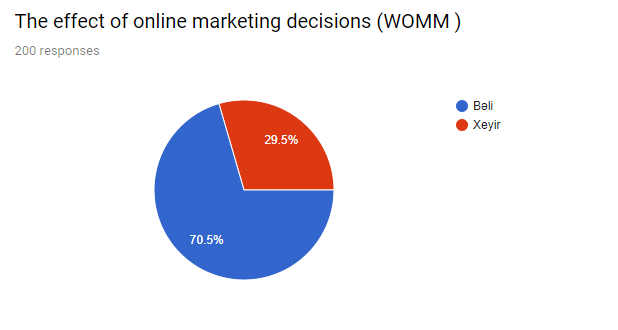 The effect of online marketing decisions (WOMM )
200 responses
Bəli
Xeyir
29.5%
70.5%